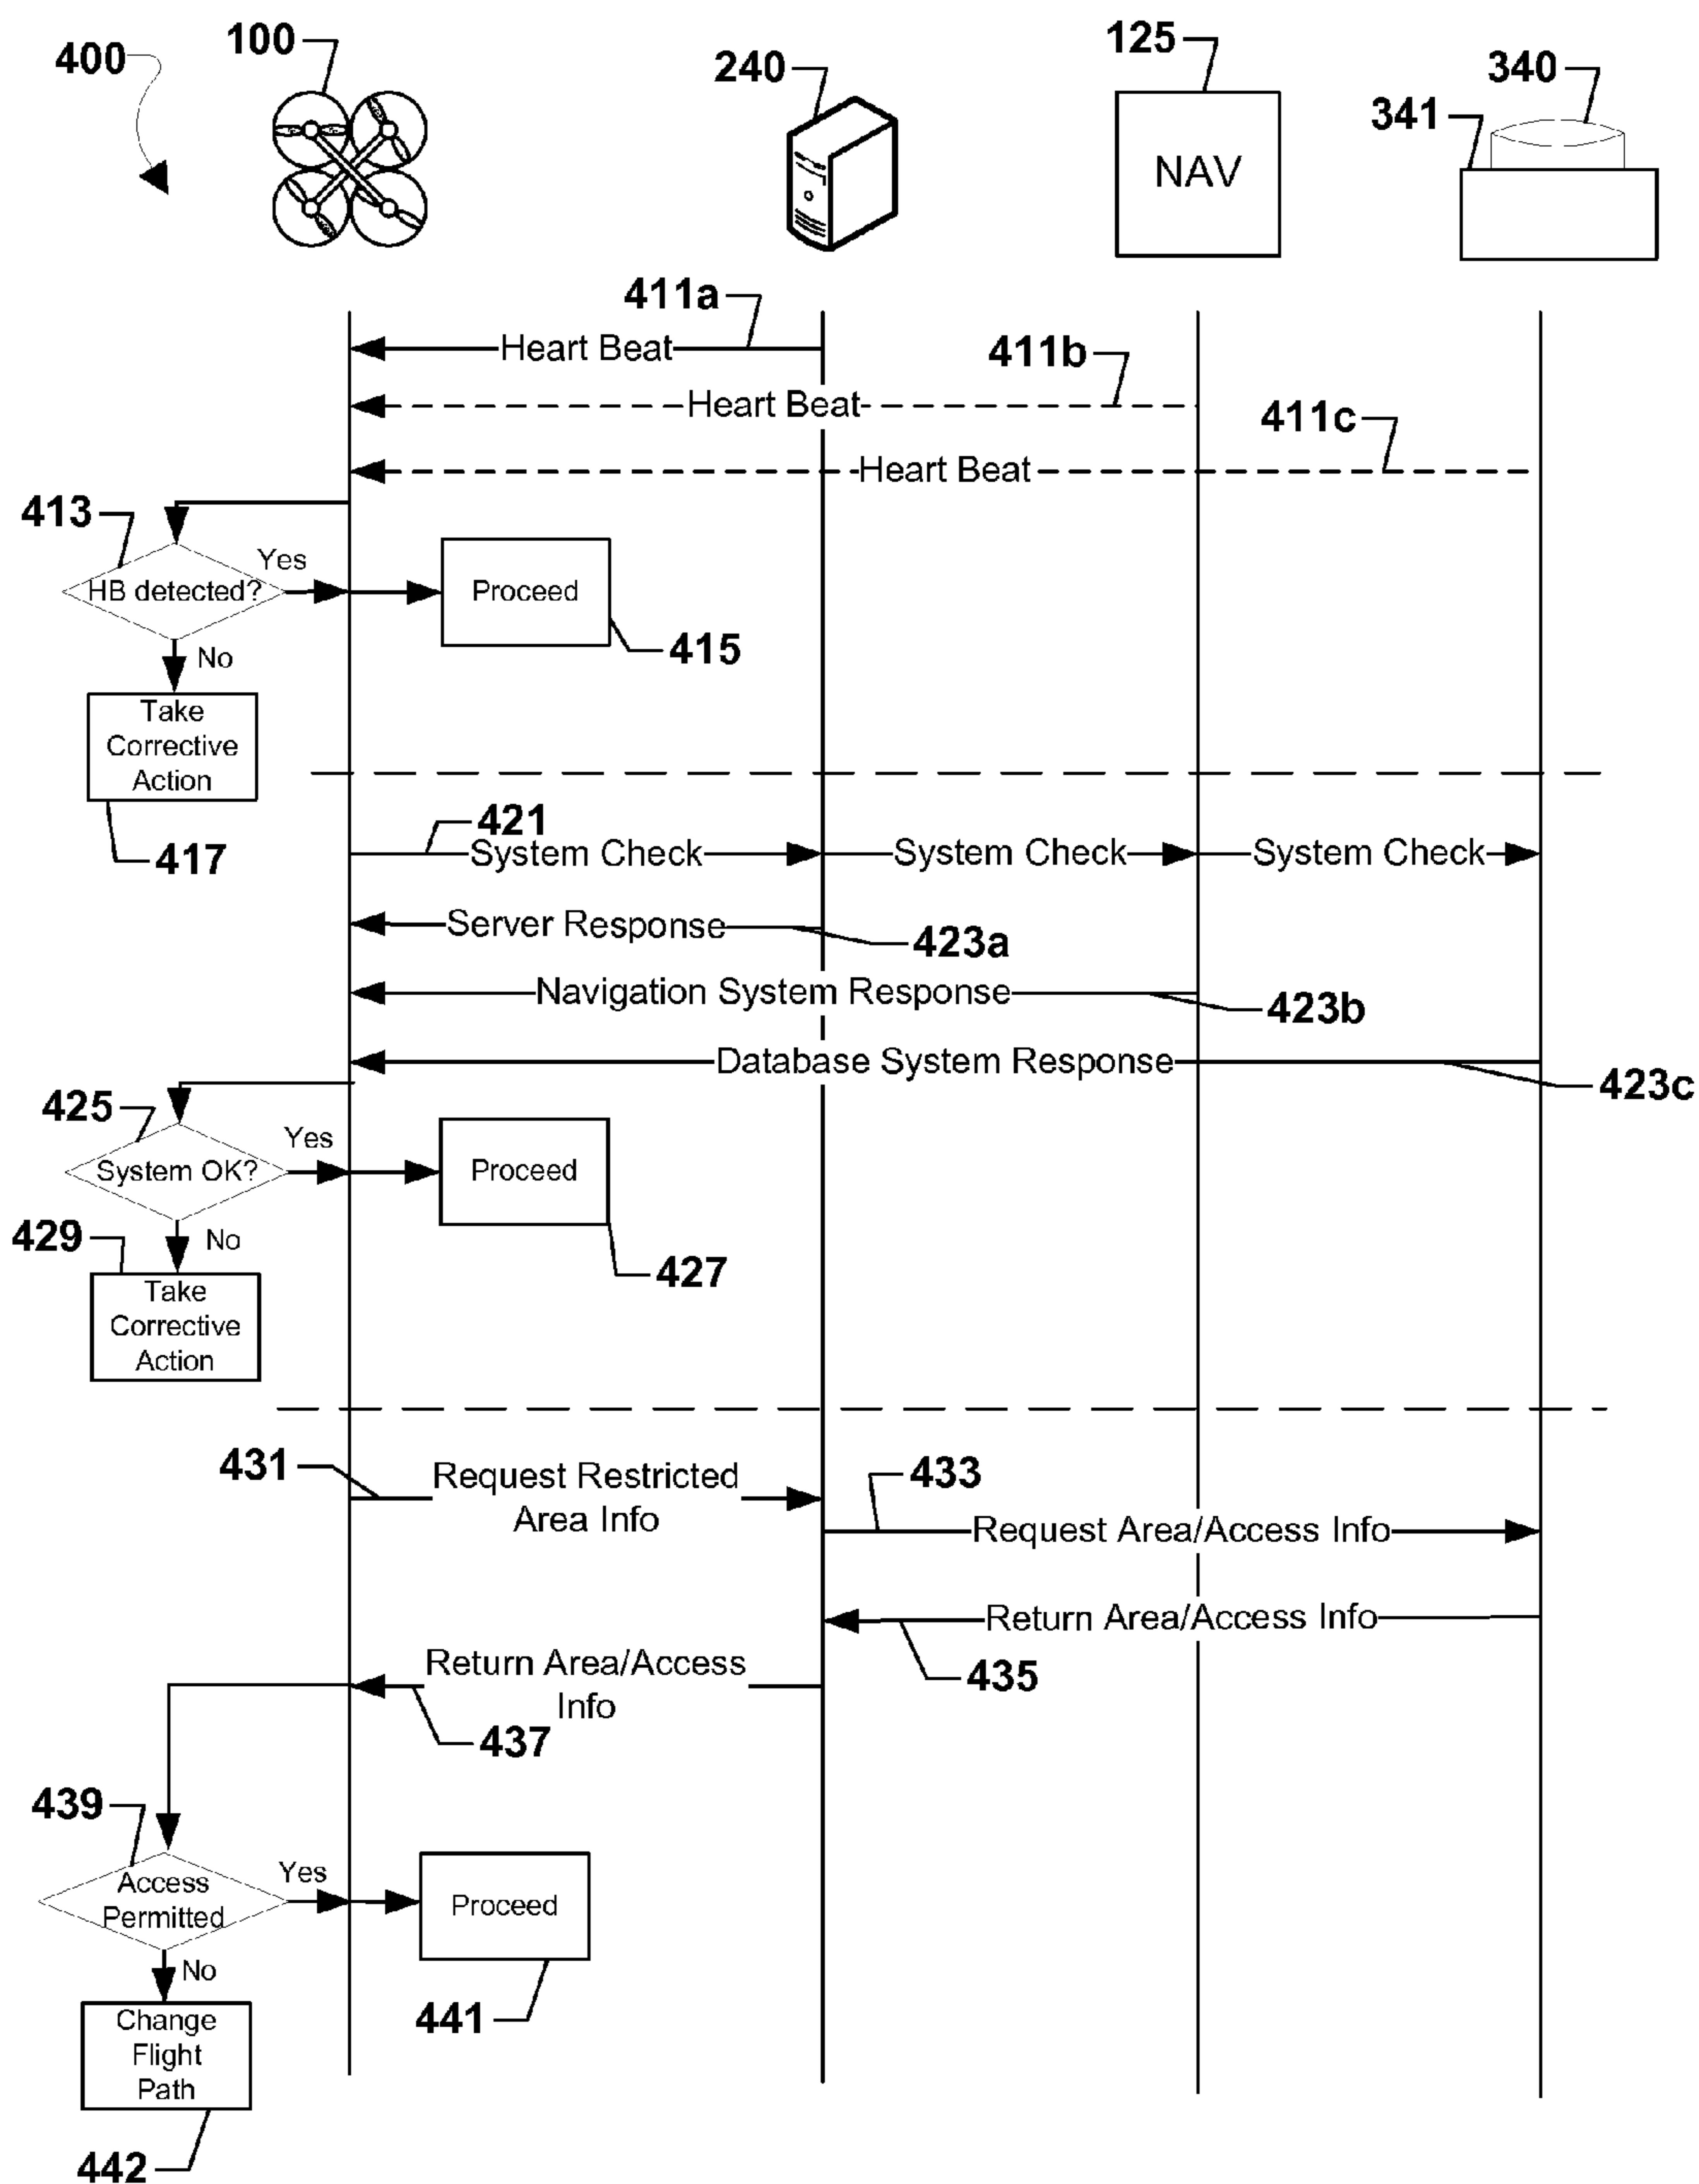 400
100
240
125
340
341
NAV
411a
Heart Beat
411b
Heart Beat
411c
Heart Beat
413
HB detected?
Yes
Proceed
415
No
Take
Corrective
Action
417
421
System Check
System Check
System Check
Server Response
423a
Navigation System Response
423b
Database System Response
423c
425
System OK?
Yes
Proceed
427
No
429
Take
Corrective
Action
431
Request Restricted
Area Info
433
Request Area/Access Info
Return Area/Access Info
435
Return Area/Access
Info
437
439
Access
Permitted
Yes
Proceed
441
No
Change
Flight
Path
442